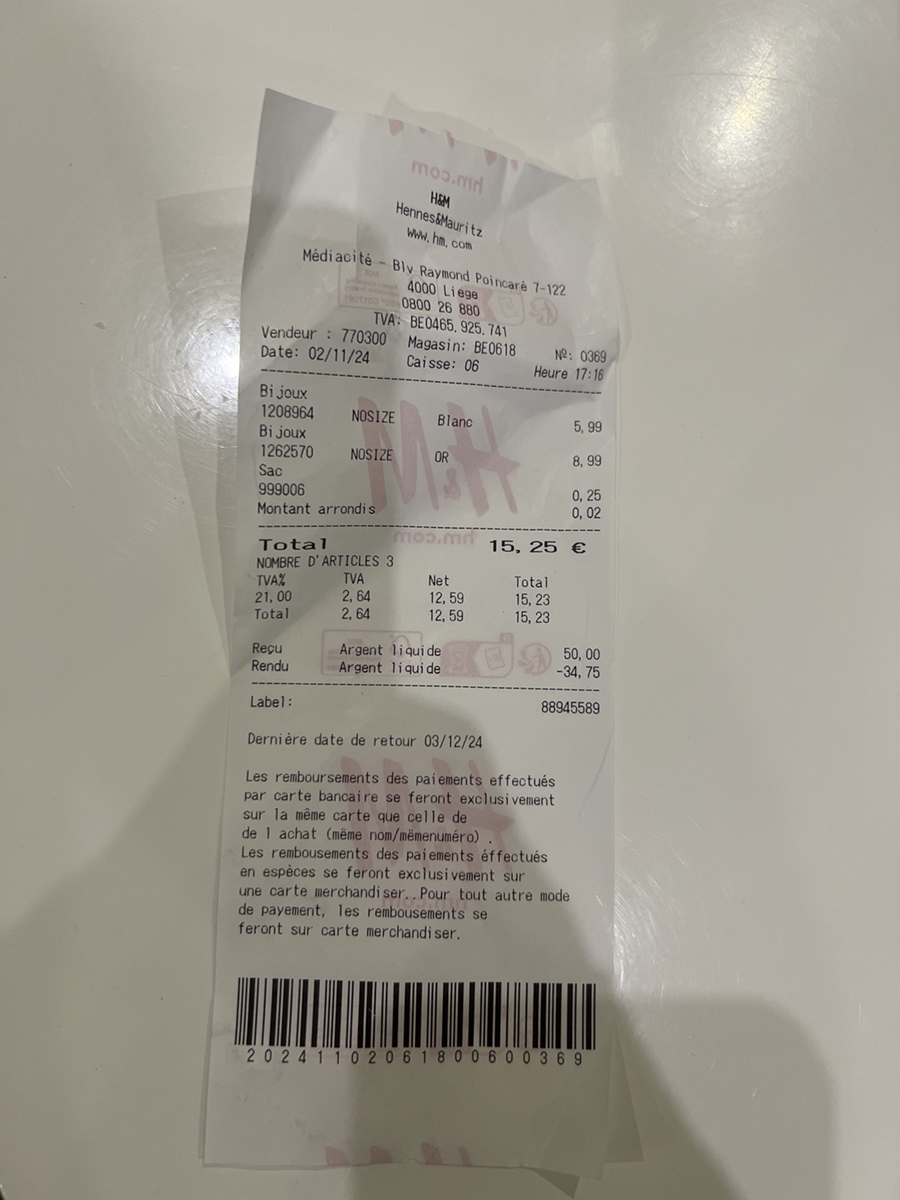 hm.com
H&M
Hennes&Mauritz
www.hm.com
Médiacité - Blv Raymond Poincaré 7-122
4000 Liege
0800 26 880
TVA: BE0465.925.741
Vendeur : 770300 Magasin: BE0618 Nº: 0369
Date: 02/11/24 Caisse: 06 Heure 17:16
Bijoux
1208964 NOSIZE Blanc 5,99
Bijoux
1262570 NOSIZE OR 8,99
Sac
999006 0,25
Montant arrondis 0,02
H&M
hm.com
Total 15,25 €
NOMBRE D'ARTICLES 3
TVA% TVA Net Total
21,00 2,64 12,59 15,23
Total 2,64 12,59 15,23
Reçu Argent liquide 50,00
Rendu Argent liquide -34,75
Label: 88945589
Dernière date de retour 03/12/24
Les remboursements des paiements effectués
par carte bancaire se feront exclusivement
sur la même carte que celle de
de l achat (mëme nom/mëmenuméro) .
Les rembousements des paiements éffectués
en espèces se feront exclusivement sur
une carte merchandiser..Pour tout autre mode
de payement, les rembousements se
feront sur carte merchandiser.
H&M
hm.com
20241102061800600369